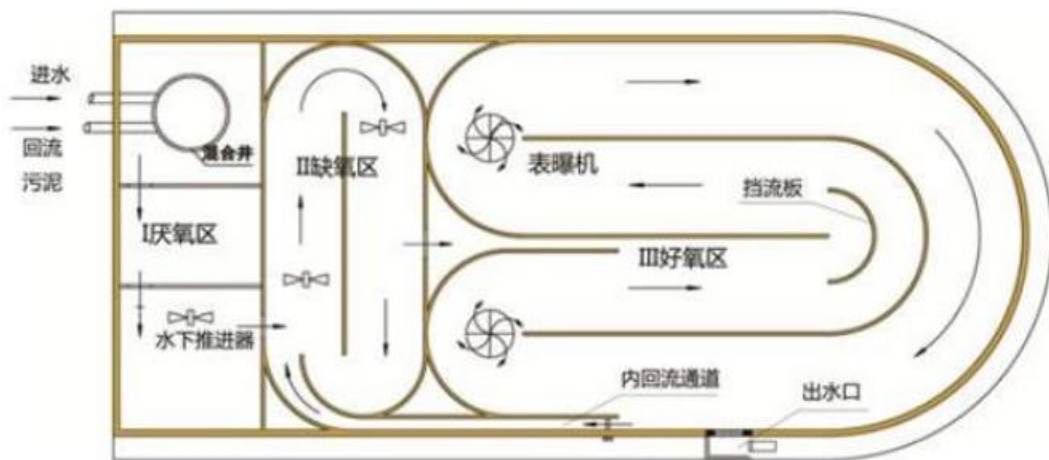 进水
回流
污泥
混合井
I厌氧区
水下推进器
II缺氧区
表曝机
挡流板
III好氧区
内回流通道
出水口